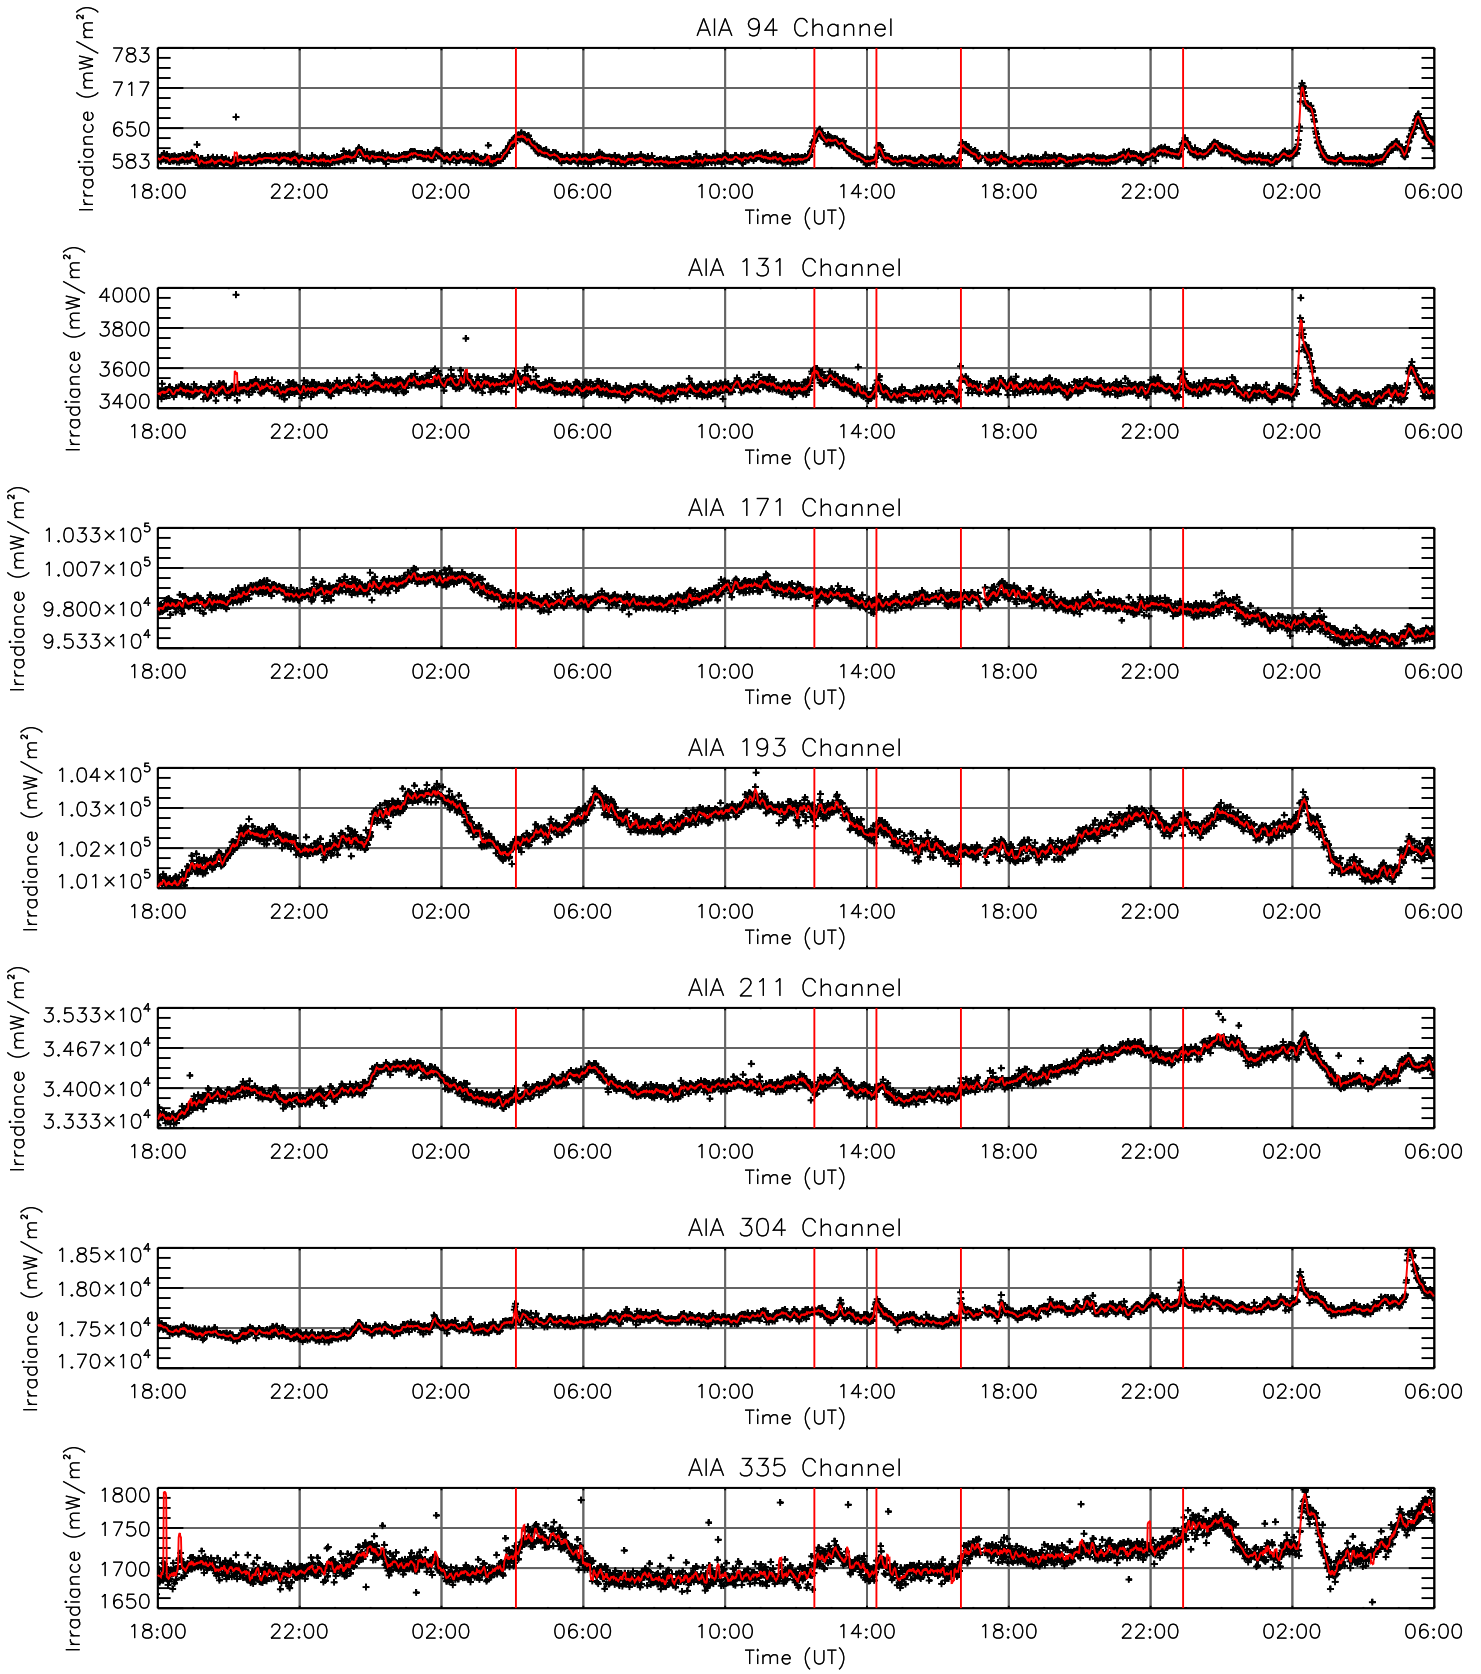 AIA 94 Channel
Irradiance (mW/m²)
783
717
650
583
18:00 22:00 02:00 06:00 10:00 14:00 18:00 22:00 02:00 06:00
Time (UT)
AIA 131 Channel
Irradiance (mW/m²)
4000
3800
3600
3400
18:00 22:00 02:00 06:00 10:00 14:00 18:00 22:00 02:00 06:00
Time (UT)
AIA 171 Channel
Irradiance (mW/m²)
1.033×10⁵
1.007×10⁵
9.800×10⁴
9.533×10⁴
18:00 22:00 02:00 06:00 10:00 14:00 18:00 22:00 02:00 06:00
Time (UT)
AIA 193 Channel
Irradiance (mW/m²)
1.04×10⁵
1.03×10⁵
1.02×10⁵
1.01×10⁵
18:00 22:00 02:00 06:00 10:00 14:00 18:00 22:00 02:00 06:00
Time (UT)
AIA 211 Channel
Irradiance (mW/m²)
3.533×10⁴
3.467×10⁴
3.400×10⁴
3.333×10⁴
18:00 22:00 02:00 06:00 10:00 14:00 18:00 22:00 02:00 06:00
Time (UT)
AIA 304 Channel
Irradiance (mW/m²)
1.85×10⁴
1.80×10⁴
1.75×10⁴
1.70×10⁴
18:00 22:00 02:00 06:00 10:00 14:00 18:00 22:00 02:00 06:00
Time (UT)
AIA 335 Channel
Irradiance (mW/m²)
1800
1750
1700
1650
18:00 22:00 02:00 06:00 10:00 14:00 18:00 22:00 02:00 06:00
Time (UT)